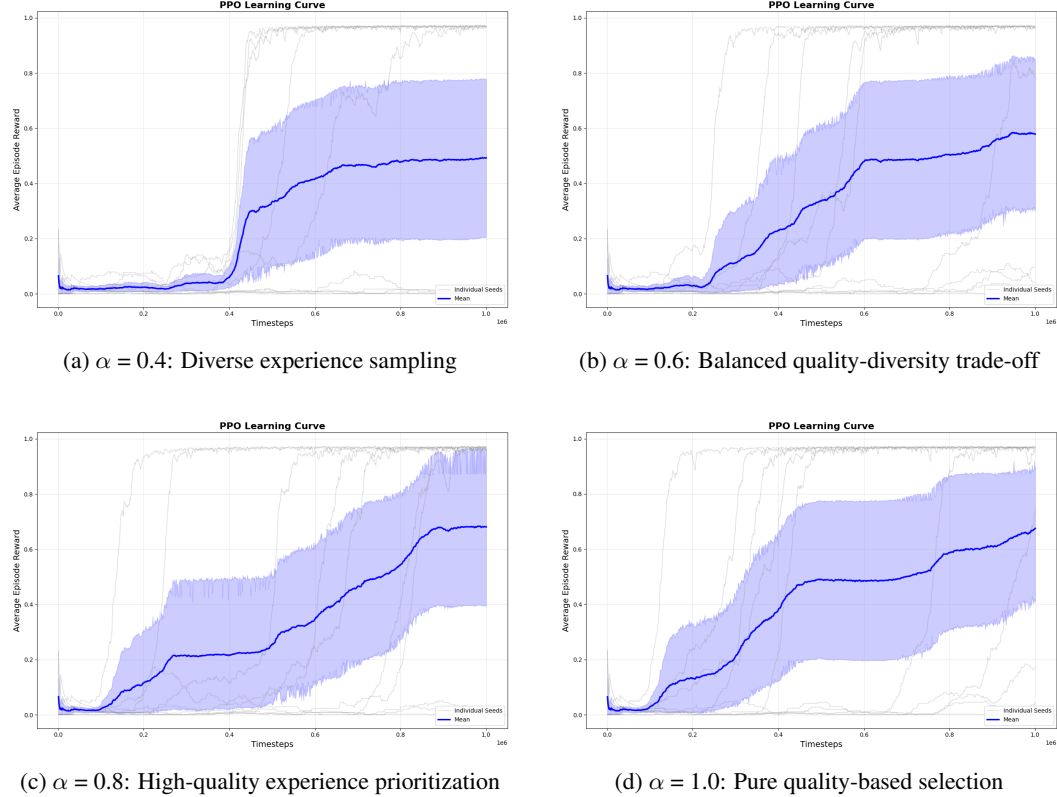 PPO Learning Curve
Average Episode Reward
1.0
0.8
0.6
0.4
0.2
0.0
0.0 0.2 0.4 0.6 0.8 1.0
1e6
Timesteps
Individual Seeds
Mean
(a) α = 0.4: Diverse experience sampling
PPO Learning Curve
Average Episode Reward
1.0
0.8
0.6
0.4
0.2
0.0
0.0 0.2 0.4 0.6 0.8 1.0
1e6
Timesteps
Individual Seeds
Mean
(b) α = 0.6: Balanced quality-diversity trade-off
PPO Learning Curve
Average Episode Reward
1.0
0.8
0.6
0.4
0.2
0.0
0.0 0.2 0.4 0.6 0.8 1.0
1e6
Timesteps
Individual Seeds
Mean
(c) α = 0.8: High-quality experience prioritization
PPO Learning Curve
Average Episode Reward
1.0
0.8
0.6
0.4
0.2
0.0
0.0 0.2 0.4 0.6 0.8 1.0
1e6
Timesteps
Individual Seeds
Mean
(d) α = 1.0: Pure quality-based selection